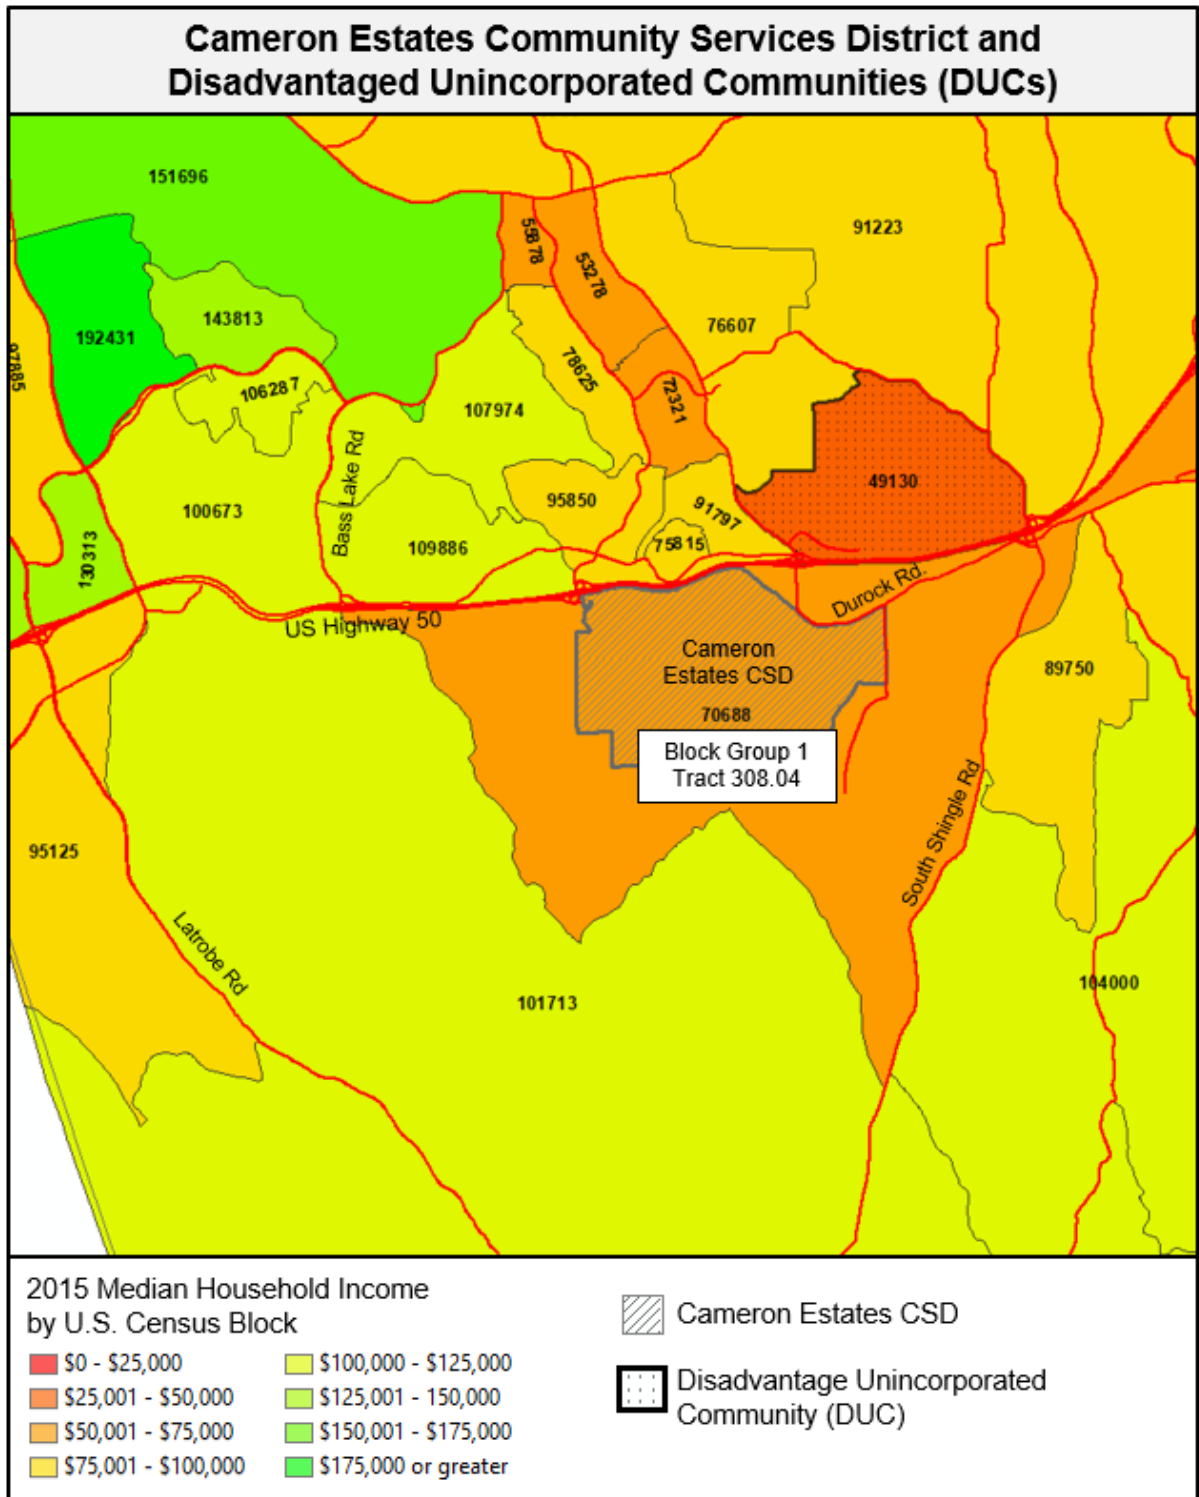 Cameron Estates Community Services District and
Disadvantaged Unincorporated Communities (DUCs)
151696
91223
55878
53278
192431
143813
76607
97885
106287
78625
107974
72321
Bass Lake Rd
49130
95850
100673
91797
109886
75815
130313
Durock Rd.
US Highway 50
Cameron
Estates CSD
89750
70688
Block Group 1
Tract 308.04
South Shingle Rd
95125
Latrobe Rd
101713
104000
2015 Median Household Income
by U.S. Census Block
$0 - $25,000
$25,001 - $50,000
$50,001 - $75,000
$75,001 - $100,000
$100,000 - $125,000
$125,001 - 150,000
$150,001 - $175,000
$175,000 or greater
Cameron Estates CSD
Disadvantage Unincorporated
Community (DUC)